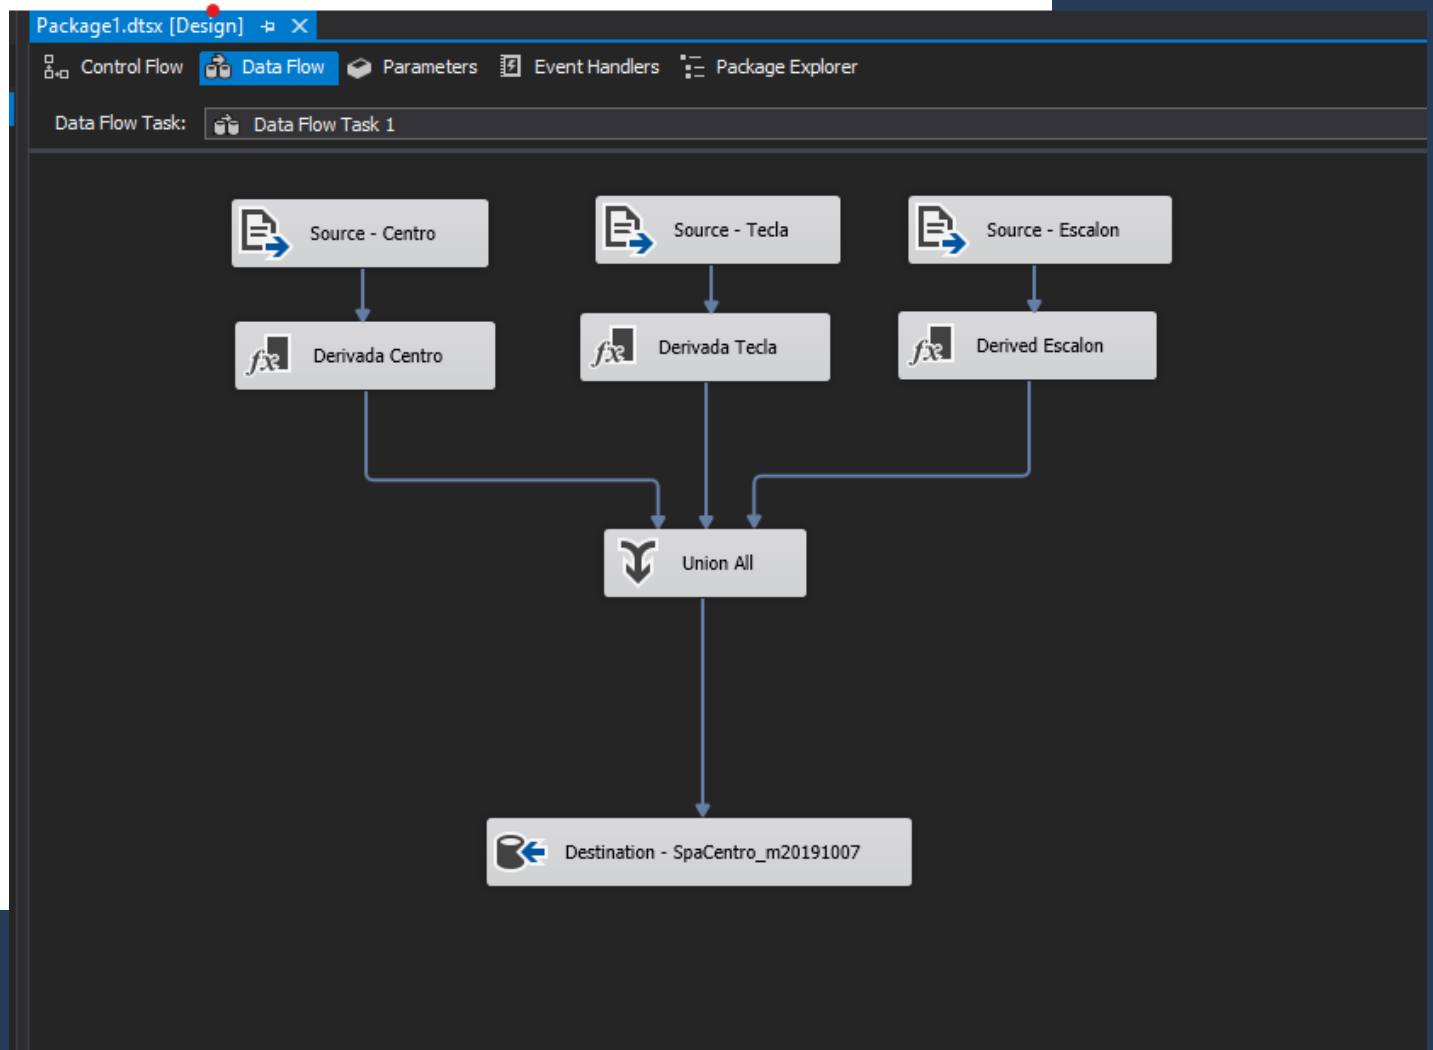 Package1.dtsx [Design]
Control Flow Data Flow Parameters Event Handlers Package Explorer
Data Flow Task: Data Flow Task 1
Source - Centro Source - Tecla Source - Escalon
Derivada Centro Derivada Tecla Derived Escalon
Union All
Destination - SpaCentro_m20191007